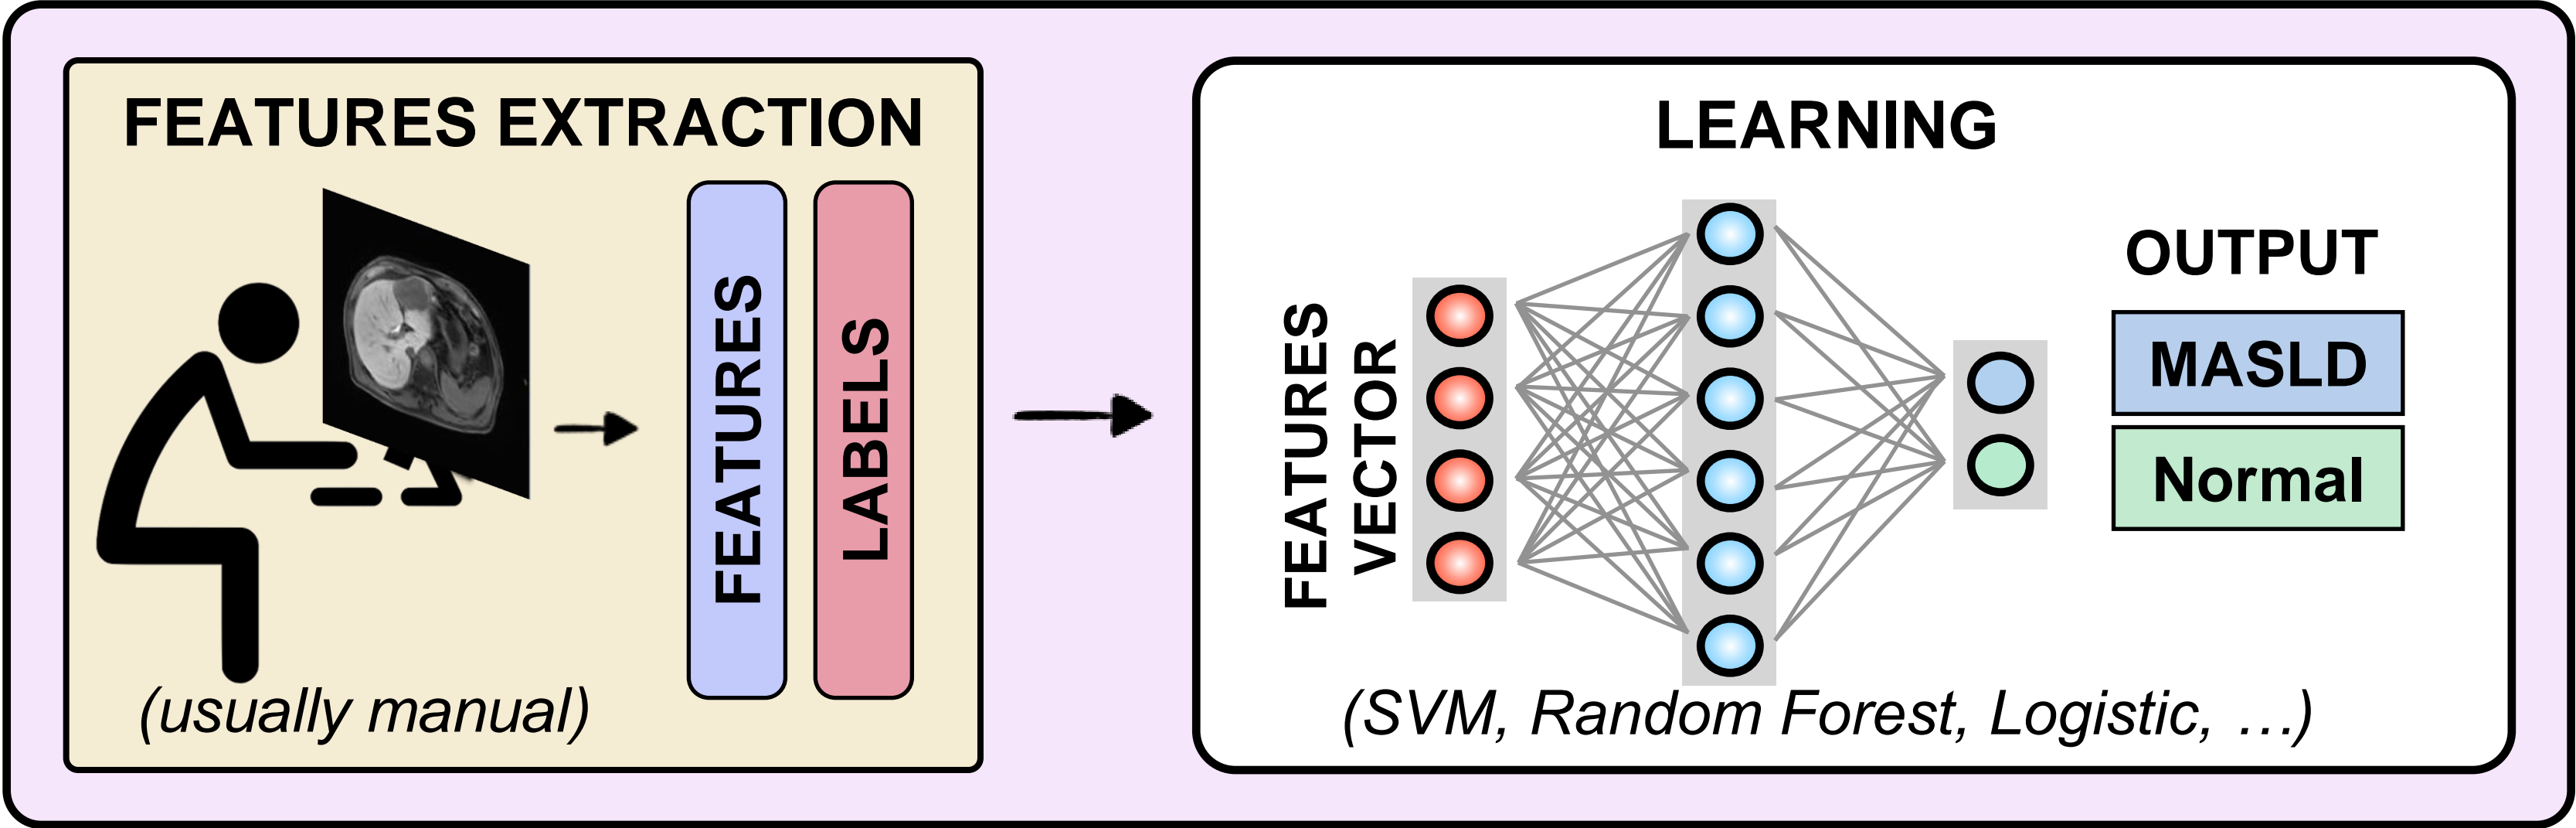 FEATURES EXTRACTION
FEATURES
LABELS
(usually manual)
LEARNING
FEATURES
VECTOR
OUTPUT
MASLD
Normal
(SVM, Random Forest, Logistic, …)